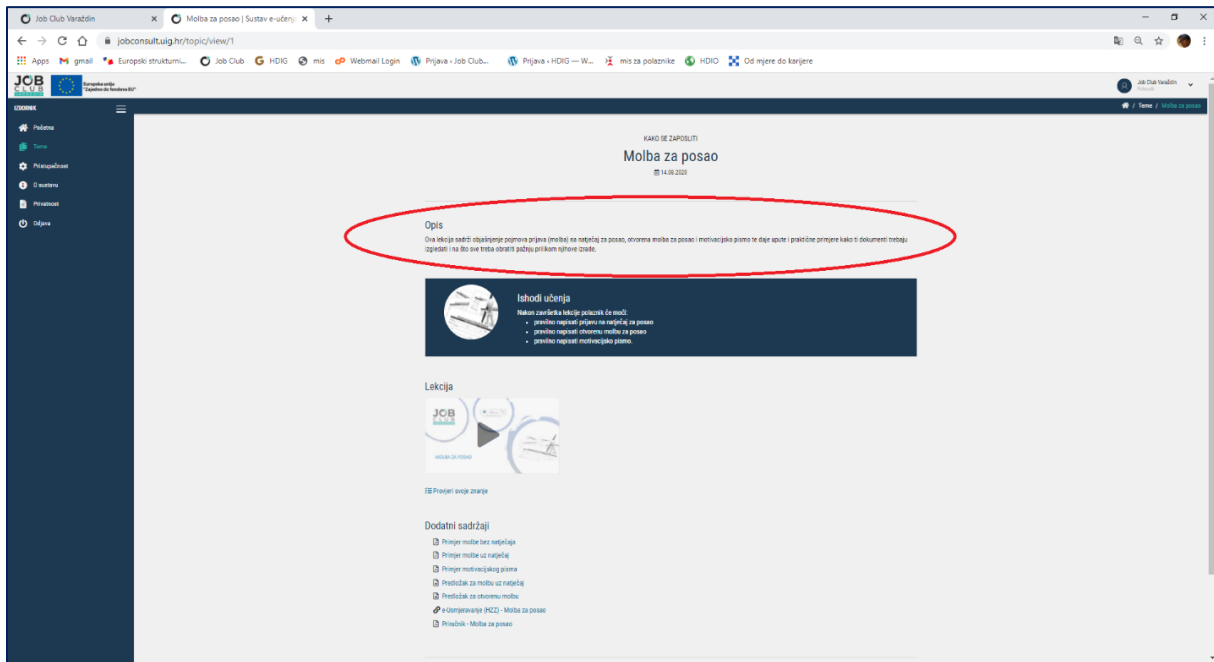 Job Club Varaždin
Molba za posao | Sustav e-učenj
jobconsult.uig.hr/topic/view/1
Apps gmail Europski strukturni... Job Club HDIG mis Webmail Login Prijava ‹ Job Club... Prijava ‹ HDIG — W... mis za polaznike HDIO Od mjere do karijere
JOB
CLUB
Europska unija
"Zajedno do fondova EU"
Job Club Varaždin
Polaznik
IZBORNIK
/ Teme / Molba za posao
Početna
Teme
Pristupačnost
O sustavu
Privatnost
Odjava
KAKO SE ZAPOSLITI
Molba za posao
14.08.2020
Opis
Ova lekcija sadrži objašnjenje pojmova prijava (molba) na natječaj za posao, otvorena molba za posao i motivacijsko pismo te daje upute i praktične primjere kako ti dokumenti trebaju
izgledati i na što sve treba obratiti pažnju prilikom njihove izrade.
Ishodi učenja
Nakon završetka lekcije polaznik će moći:
• pravilno napisati prijavu na natječaj za posao
• pravilno napisati otvorenu molbu za posao
• pravilno napisati motivacijsko pismo.
Lekcija
JOB
CLUB
MOLBA ZA POSAO
Provjeri svoje znanje
Dodatni sadržaji
Primjer molbe bez natječaja
Primjer molbe uz natječaj
Primjer motivacijskog pisma
Predložak za molbu uz natječaj
Predložak za otvorenu molbu
e-Usmjeravanje (HZZ) - Molba za posao
Priručnik - Molba za posao